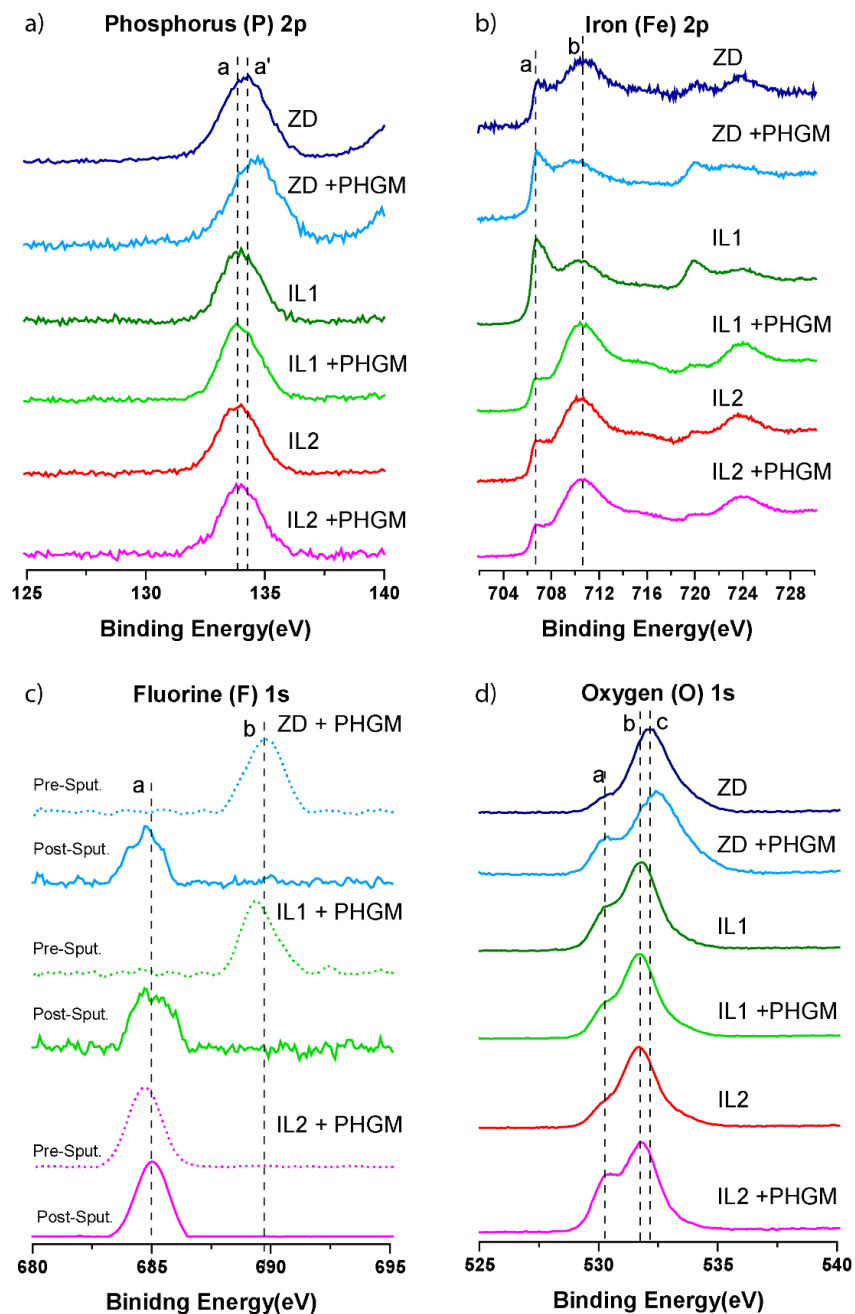 a) Phosphorus (P) 2p
a a'
ZD
ZD +PHGM
IL1
IL1 +PHGM
IL2
IL2 +PHGM
125 130 135 140
Binding Energy(eV)
b) Iron (Fe) 2p
a b
ZD
ZD +PHGM
IL1
IL1 +PHGM
IL2
IL2 +PHGM
704 708 712 716 720 724 728
Binding Energy(eV)
c) Fluorine (F) 1s
ZD + PHGM
b
Pre-Sput.
a
Post-Sput.
IL1 + PHGM
Pre-Sput.
Post-Sput.
IL2 + PHGM
Pre-Sput.
Post-Sput.
680 685 690 695
Bininding Energy(eV)
d) Oxygen (O) 1s
b c
a
ZD
ZD +PHGM
IL1
IL1 +PHGM
IL2
IL2 +PHGM
525 530 535 540
Bininding Energy(eV)